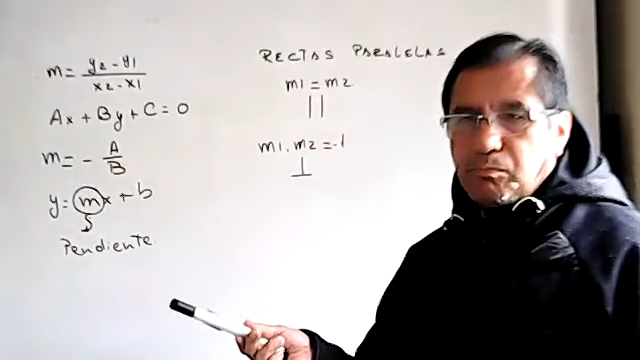 m = y2 - y1 / x2 - x1
Ax + By + C = 0
m = - A / B
y = mx + b
Pendiente
RECTAS PARALELAS
m1 = m2
||
m1 . m2 = -1
⊥